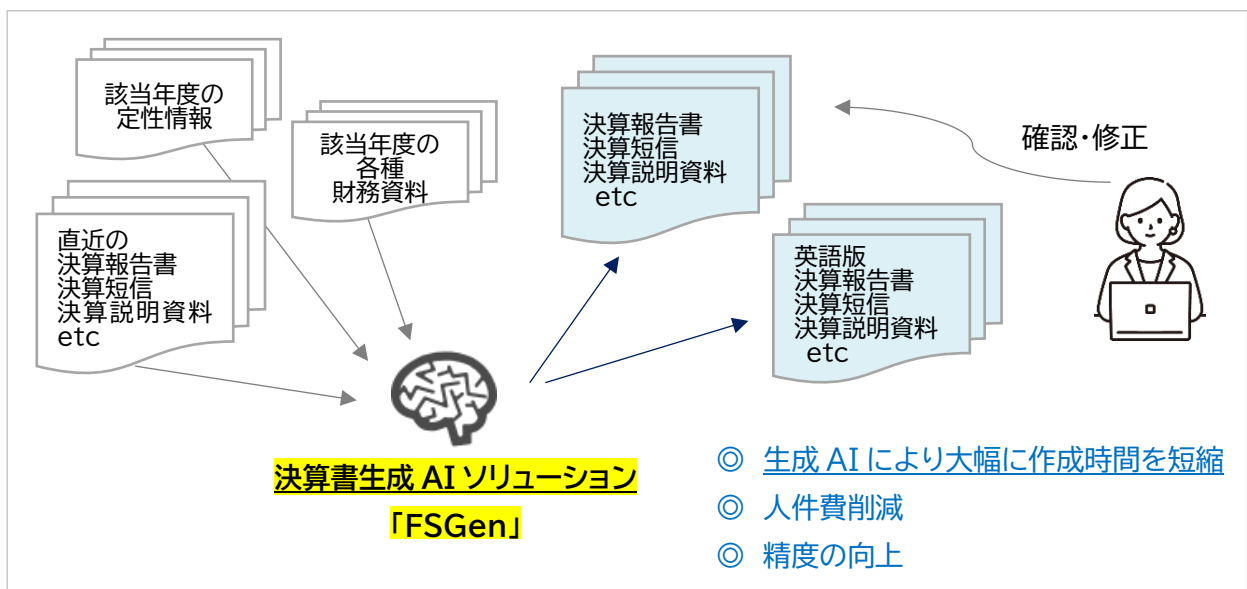 該当年度の
定性情報
該当年度の
各種
財務資料
直近の
決算報告書
決算短信
決算説明資料
etc
決算報告書
決算短信
決算説明資料
etc
確認・修正
英語版
決算報告書
決算短信
決算説明資料
etc
決算書生成 AI ソリューション
「FSGen」
◎ 生成 AI により大幅に作成時間を短縮
◎ 人件費削減
◎ 精度の向上